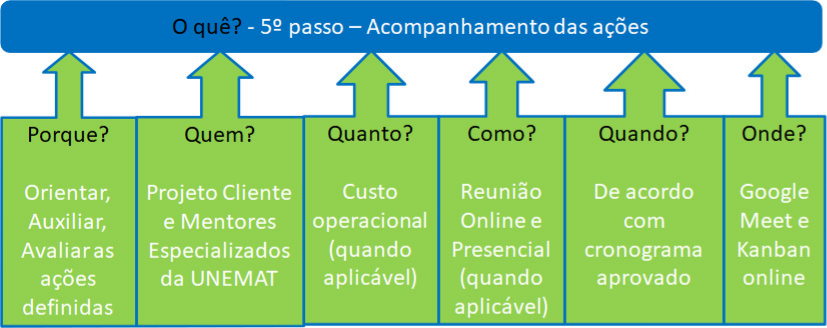 O quê? - 5º passo – Acompanhamento das ações
Porque?
Orientar,
Auxiliar,
Avaliar as
ações
definidas
Quem?
Projeto Cliente
e Mentores
Especializados
da UNEMAT
Quanto?
Custo
operacional
(quando
aplicável)
Como?
Reunião
Online e
Presencial
(quando
aplicável)
Quando?
De acordo
com
cronograma
aprovado
Onde?
Google
Meet e
Kanban
online